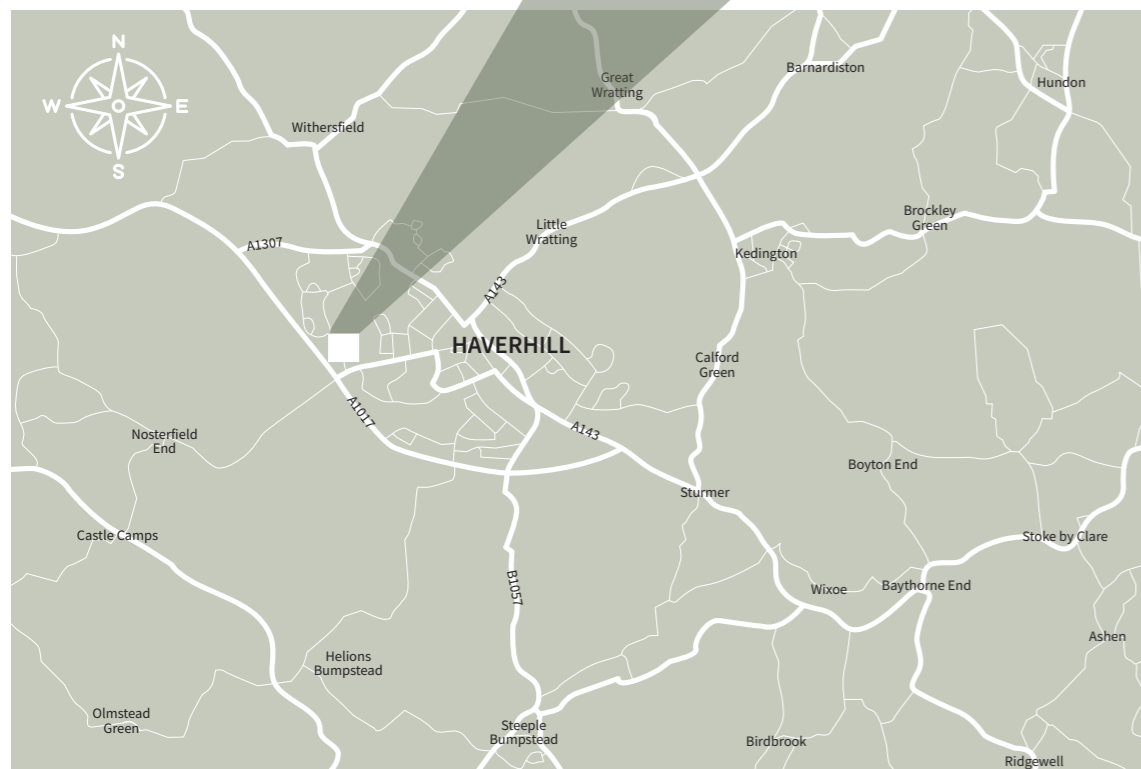 N
W
E
S
Great
Wratting
Barnardiston
Hundon
Withersfield
Little
Wratting
Brockley
Green
A1307
Kedington
A143
HAVERHILL
Calford
Green
A1017
A143
Nosterfield
End
Boyton End
Sturmer
Castle Camps
Stoke by Clare
B1057
Wixoe
Baythorne End
Ashen
Helions
Bumpstead
Olmstead
Green
Steeple
Bumpstead
Birdbrook
Ridgewell